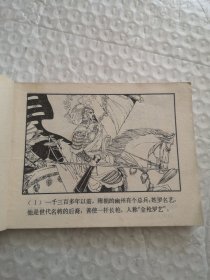 (1)一千三百多年以前，隋朝的幽州有个总兵，姓罗名艺，
他是世代名将的后裔，善使一杆长枪，人称“金枪罗艺”。